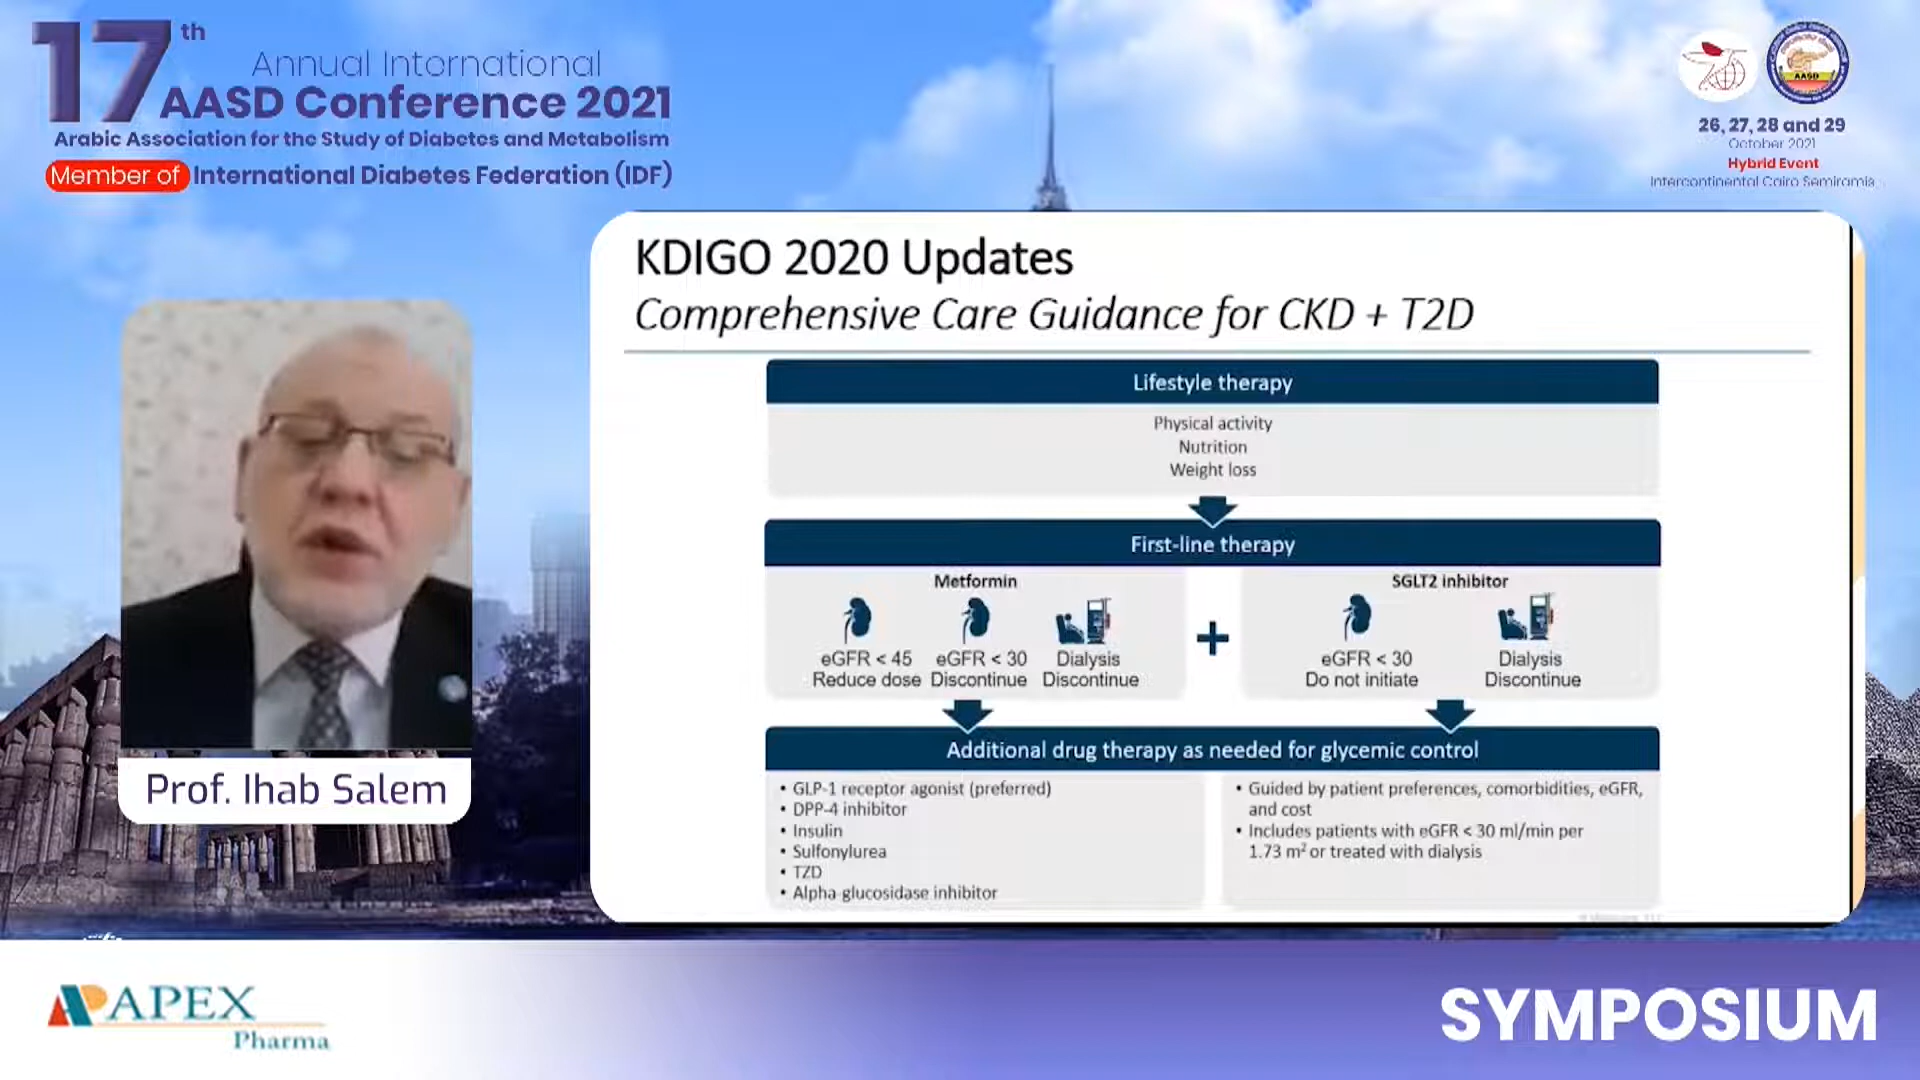 17th
Annual International
AASD Conference 2021
Arabic Association for the Study of Diabetes and Metabolism
Member of International Diabetes Federation (IDF)
AASD
26, 27, 28 and 29
October 2021
Hybrid Event
Intercontinental Cairo Semiramis
KDIGO 2020 Updates
Comprehensive Care Guidance for CKD + T2D
Lifestyle therapy
Physical activity
Nutrition
Weight loss
First-line therapy
Metformin
eGFR < 45
Reduce dose
eGFR < 30
Discontinue
Dialysis
Discontinue
+
SGLT2 inhibitor
eGFR < 30
Do not initiate
Dialysis
Discontinue
Additional drug therapy as needed for glycemic control
• GLP-1 receptor agonist (preferred)
• DPP-4 inhibitor
• Insulin
• Sulfonylurea
• TZD
• Alpha-glucosidase inhibitor
• Guided by patient preferences, comorbidities, eGFR,
and cost
• Includes patients with eGFR < 30 ml/min per
1.73 m² or treated with dialysis
Prof. Ihab Salem
APEX
Pharma
SYMPOSIUM